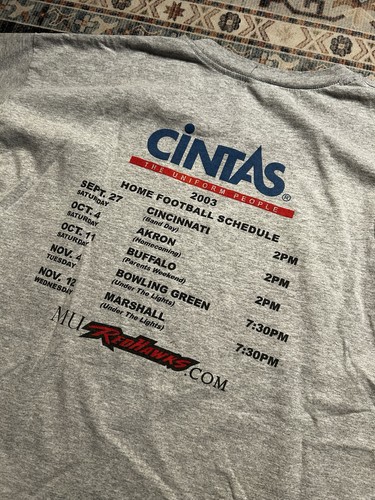 CINTAS®
THE UNIFORM PEOPLE
2003
HOME FOOTBALL SCHEDULE
SEPT. 27 CINCINNATI 2PM
SATURDAY (Band Day)
OCT. 4 AKRON 2PM
SATURDAY (Homecoming)
OCT. 11 BUFFALO 2PM
SATURDAY (Parents Weekend)
NOV. 4 BOWLING GREEN 7:30PM
TUESDAY (Under The Lights)
NOV. 12 MARSHALL 7:30PM
WEDNESDAY (Under The Lights)
MU REDHAWKS.COM